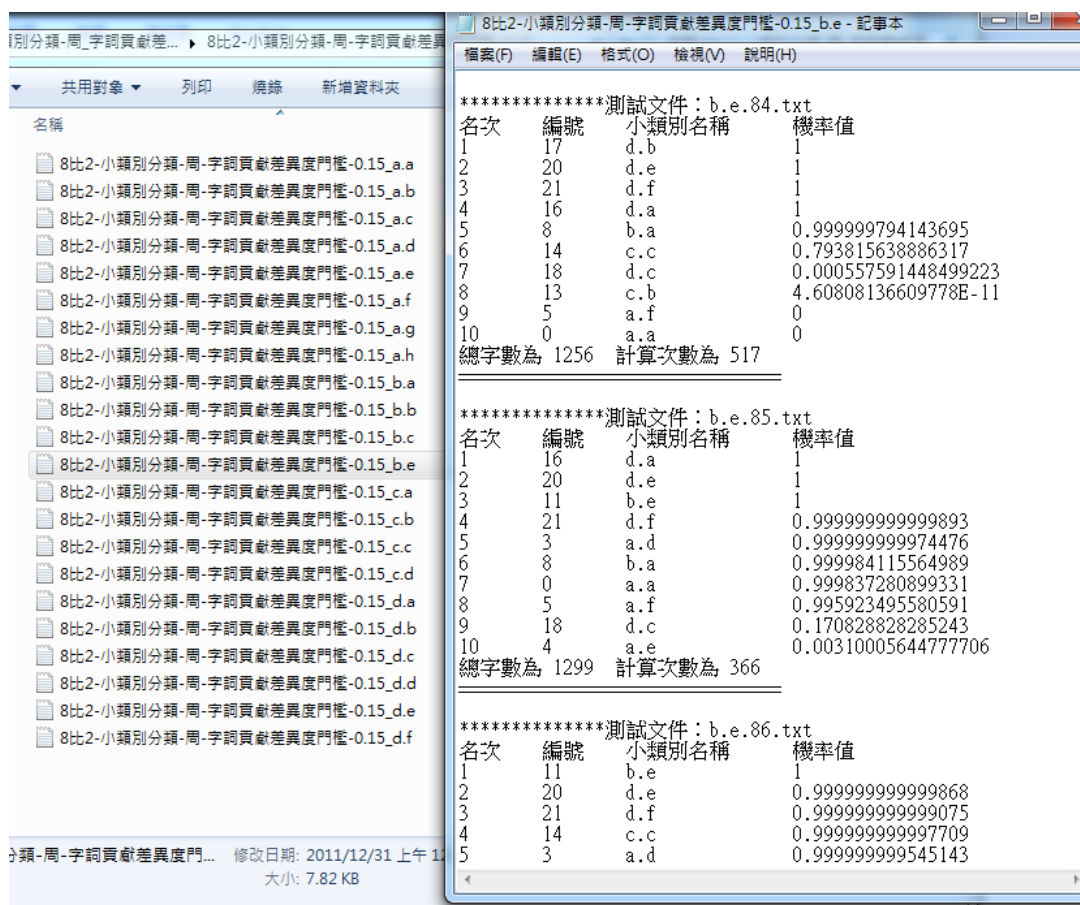 類別分類-周_字詞貢獻差... ▸ 8比2-小類別分類-周-字詞貢獻差異
共用對象 ▼ 列印 燒錄 新增資料夾
名稱
8比2-小類別分類-周-字詞貢獻差異度門檻-0.15_a.a
8比2-小類別分類-周-字詞貢獻差異度門檻-0.15_a.b
8比2-小類別分類-周-字詞貢獻差異度門檻-0.15_a.c
8比2-小類別分類-周-字詞貢獻差異度門檻-0.15_a.d
8比2-小類別分類-周-字詞貢獻差異度門檻-0.15_a.e
8比2-小類別分類-周-字詞貢獻差異度門檻-0.15_a.f
8比2-小類別分類-周-字詞貢獻差異度門檻-0.15_a.g
8比2-小類別分類-周-字詞貢獻差異度門檻-0.15_a.h
8比2-小類別分類-周-字詞貢獻差異度門檻-0.15_b.a
8比2-小類別分類-周-字詞貢獻差異度門檻-0.15_b.b
8比2-小類別分類-周-字詞貢獻差異度門檻-0.15_b.c
8比2-小類別分類-周-字詞貢獻差異度門檻-0.15_b.e
8比2-小類別分類-周-字詞貢獻差異度門檻-0.15_c.a
8比2-小類別分類-周-字詞貢獻差異度門檻-0.15_c.b
8比2-小類別分類-周-字詞貢獻差異度門檻-0.15_c.c
8比2-小類別分類-周-字詞貢獻差異度門檻-0.15_c.d
8比2-小類別分類-周-字詞貢獻差異度門檻-0.15_d.a
8比2-小類別分類-周-字詞貢獻差異度門檻-0.15_d.b
8比2-小類別分類-周-字詞貢獻差異度門檻-0.15_d.c
8比2-小類別分類-周-字詞貢獻差異度門檻-0.15_d.d
8比2-小類別分類-周-字詞貢獻差異度門檻-0.15_d.e
8比2-小類別分類-周-字詞貢獻差異度門檻-0.15_d.f
分類-周-字詞貢獻差異度門... 修改日期: 2011/12/31 上午 12
大小: 7.82 KB
8比2-小類別分類-周-字詞貢獻差異度門檻-0.15_b.e - 記事本
檔案(F) 編輯(E) 格式(O) 檢視(V) 說明(H)
**************測試文件：b.e.84.txt
名次 編號 小類別名稱 機率值
1 17 d.b 1
2 20 d.e 1
3 21 d.f 1
4 16 d.a 1
5 8 b.a 0.999999794143695
6 14 c.c 0.793815638886317
7 18 d.c 0.000557591448499223
8 13 c.b 4.60808136609778E-11
9 5 a.f 0
10 0 a.a 0
總字數為, 1256 計算次數為, 517
══════════════════════
**************測試文件：b.e.85.txt
名次 編號 小類別名稱 機率值
1 16 d.a 1
2 20 d.e 1
3 11 b.e 1
4 21 d.f 0.999999999999893
5 3 a.d 0.999999999974476
6 8 b.a 0.999984115564989
7 0 a.a 0.999837280899331
8 5 a.f 0.995923495580591
9 18 d.c 0.170828828285243
10 4 a.e 0.00310005644777706
總字數為, 1299 計算次數為, 366
══════════════════════
**************測試文件：b.e.86.txt
名次 編號 小類別名稱 機率值
1 11 b.e 1
2 20 d.e 0.999999999999868
3 21 d.f 0.999999999999075
4 14 c.c 0.999999999997709
5 3 a.d 0.999999999545143